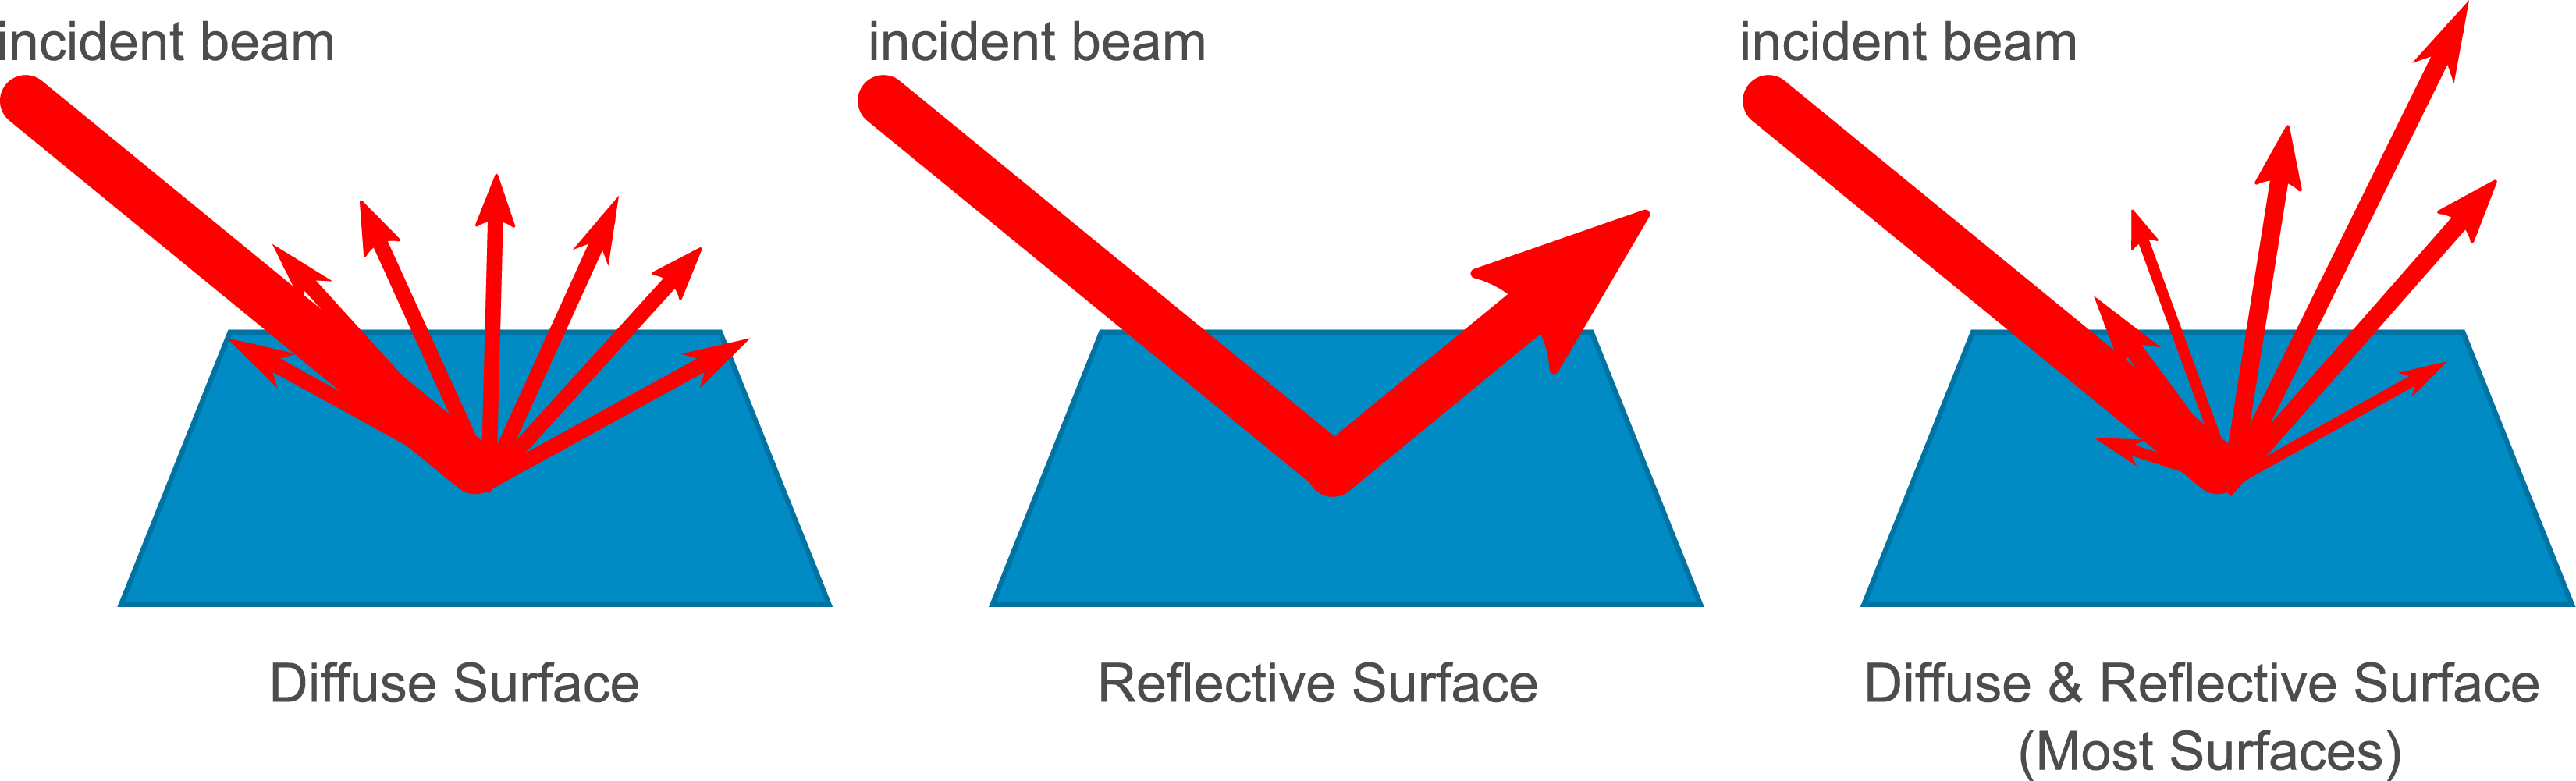 incident beam
incident beam
incident beam
Diffuse Surface
Reflective Surface
Diffuse & Reflective Surface
(Most Surfaces)